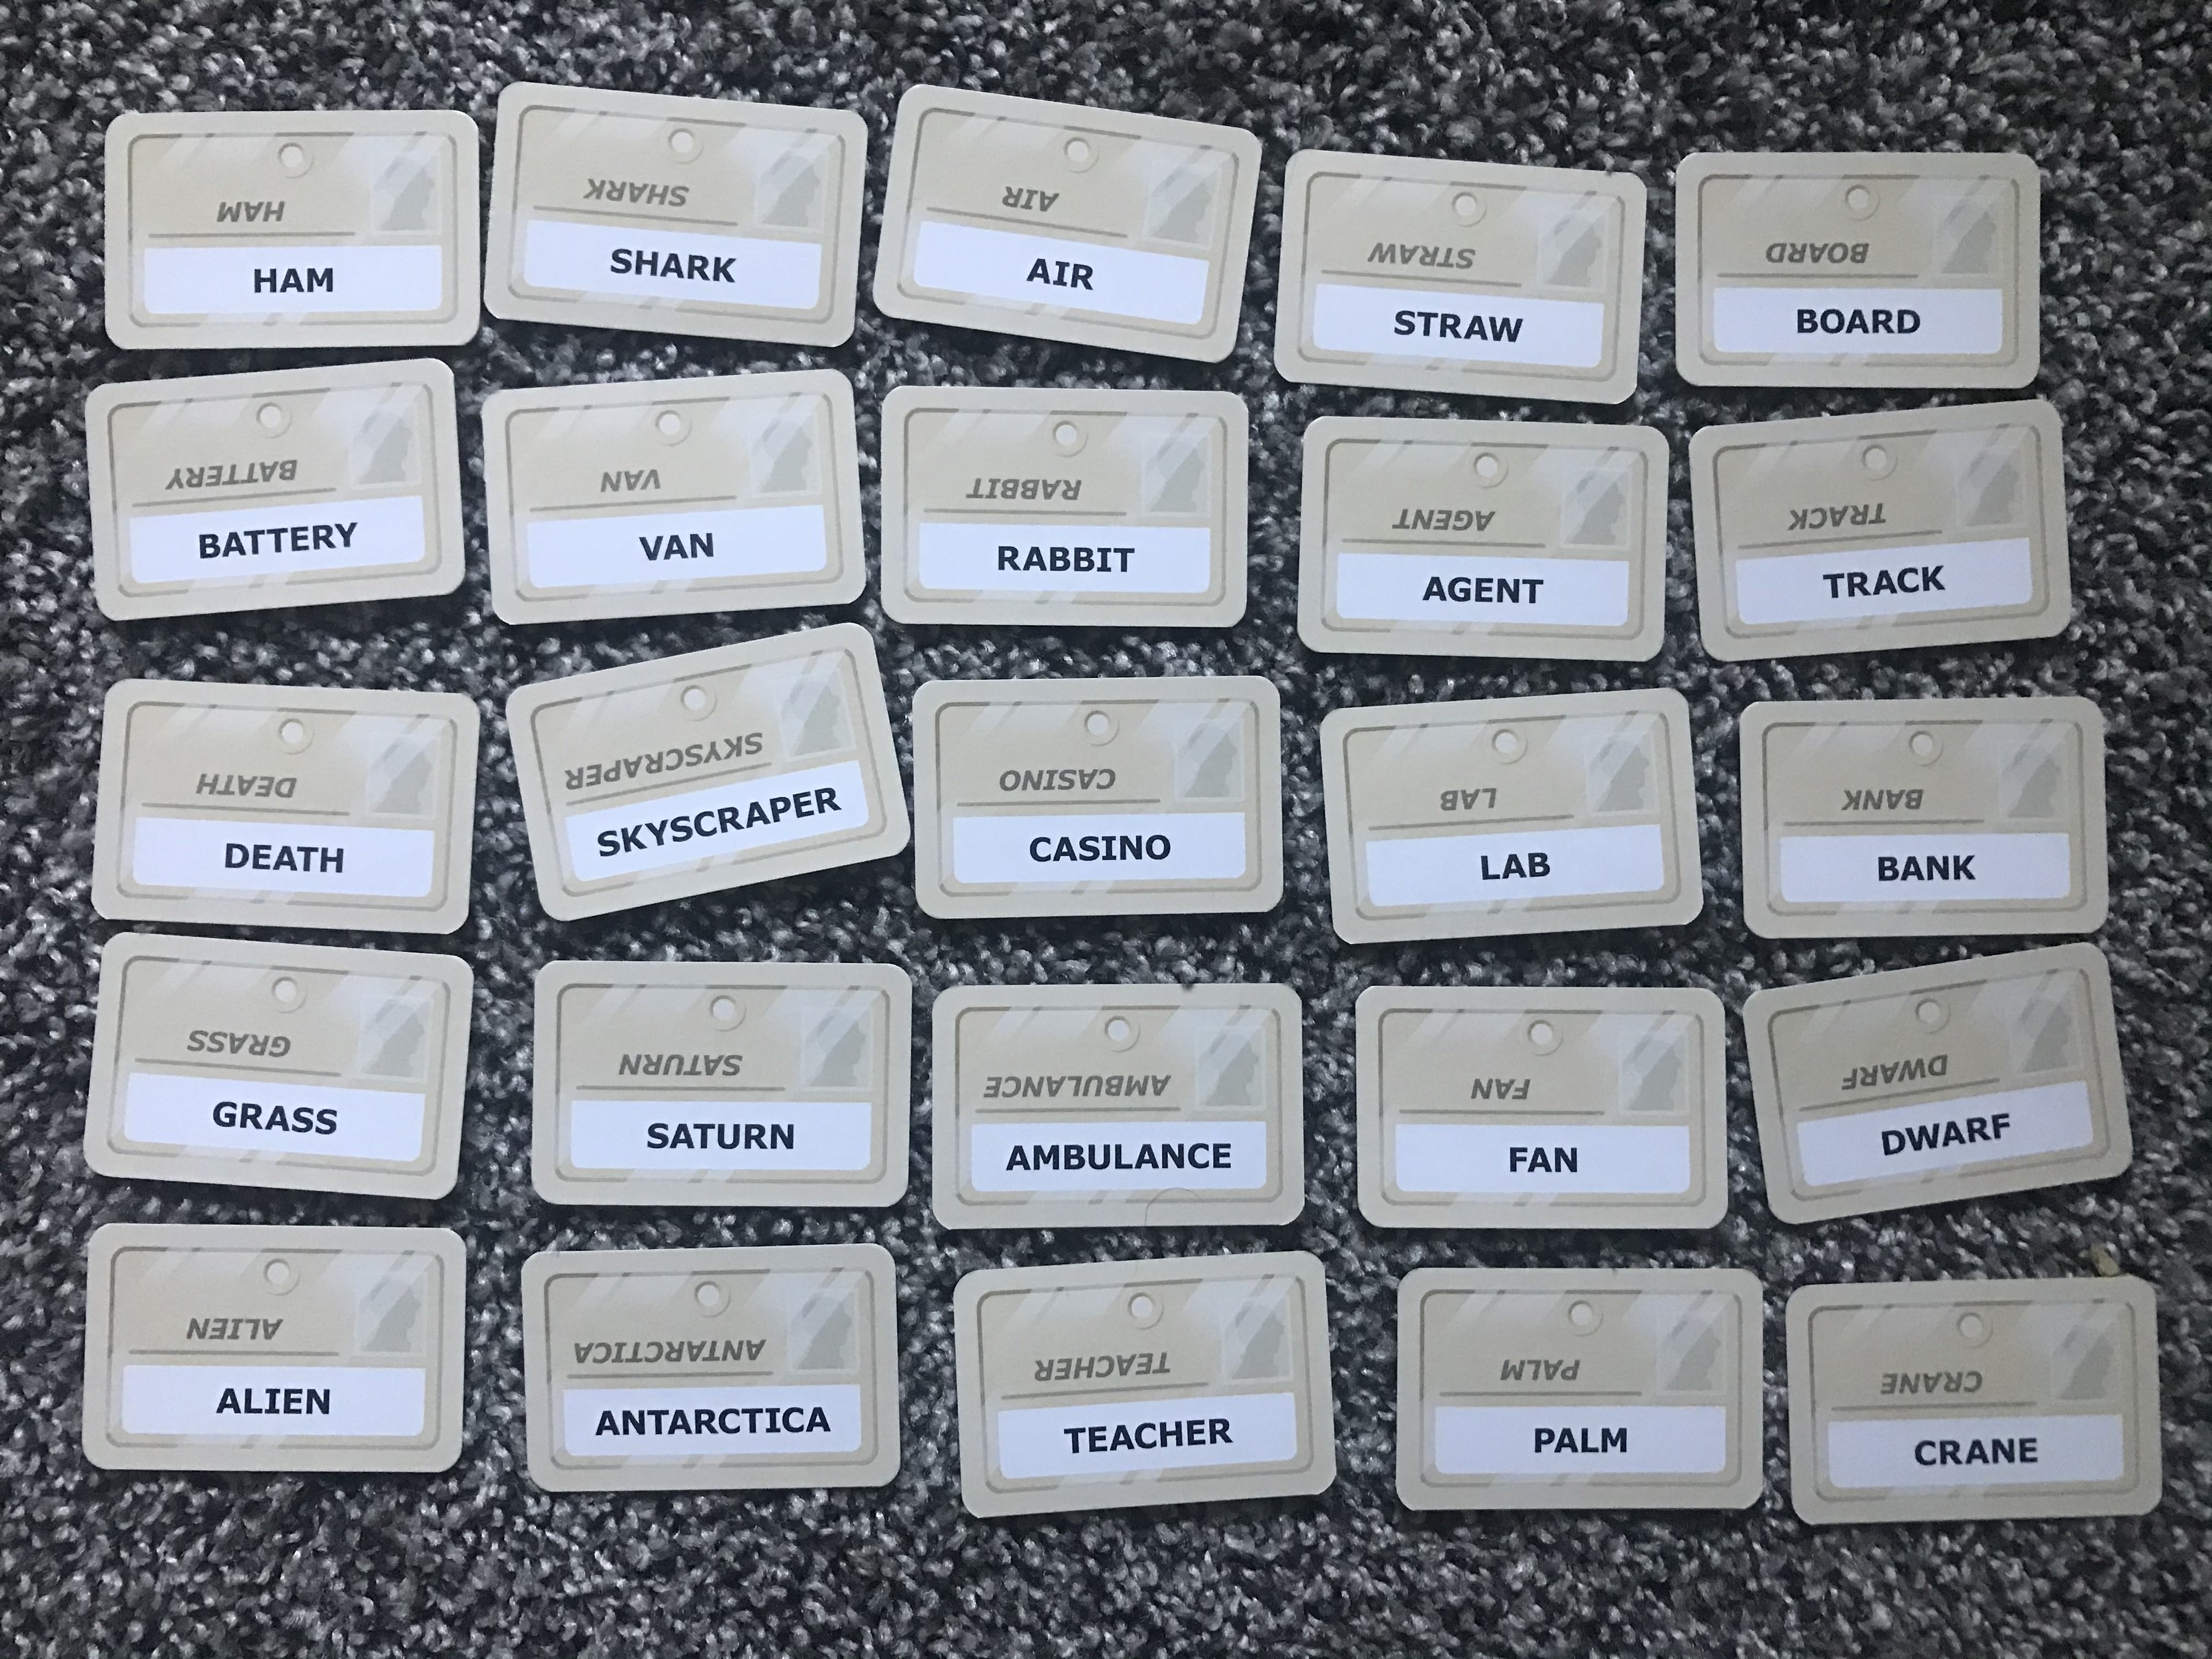 HAM
HAM
SHARK
SHARK
AIR
AIR
STRAW
STRAW
BOARD
BOARD
BATTERY
BATTERY
VAN
VAN
RABBIT
RABBIT
AGENT
AGENT
TRACK
TRACK
DEATH
DEATH
SKYSCRAPER
SKYSCRAPER
CASINO
CASINO
LAB
LAB
BANK
BANK
GRASS
GRASS
SATURN
SATURN
AMBULANCE
AMBULANCE
FAN
FAN
DWARF
DWARF
ALIEN
ALIEN
ANTARCTICA
ANTARCTICA
TEACHER
TEACHER
PALM
PALM
CRANE
CRANE